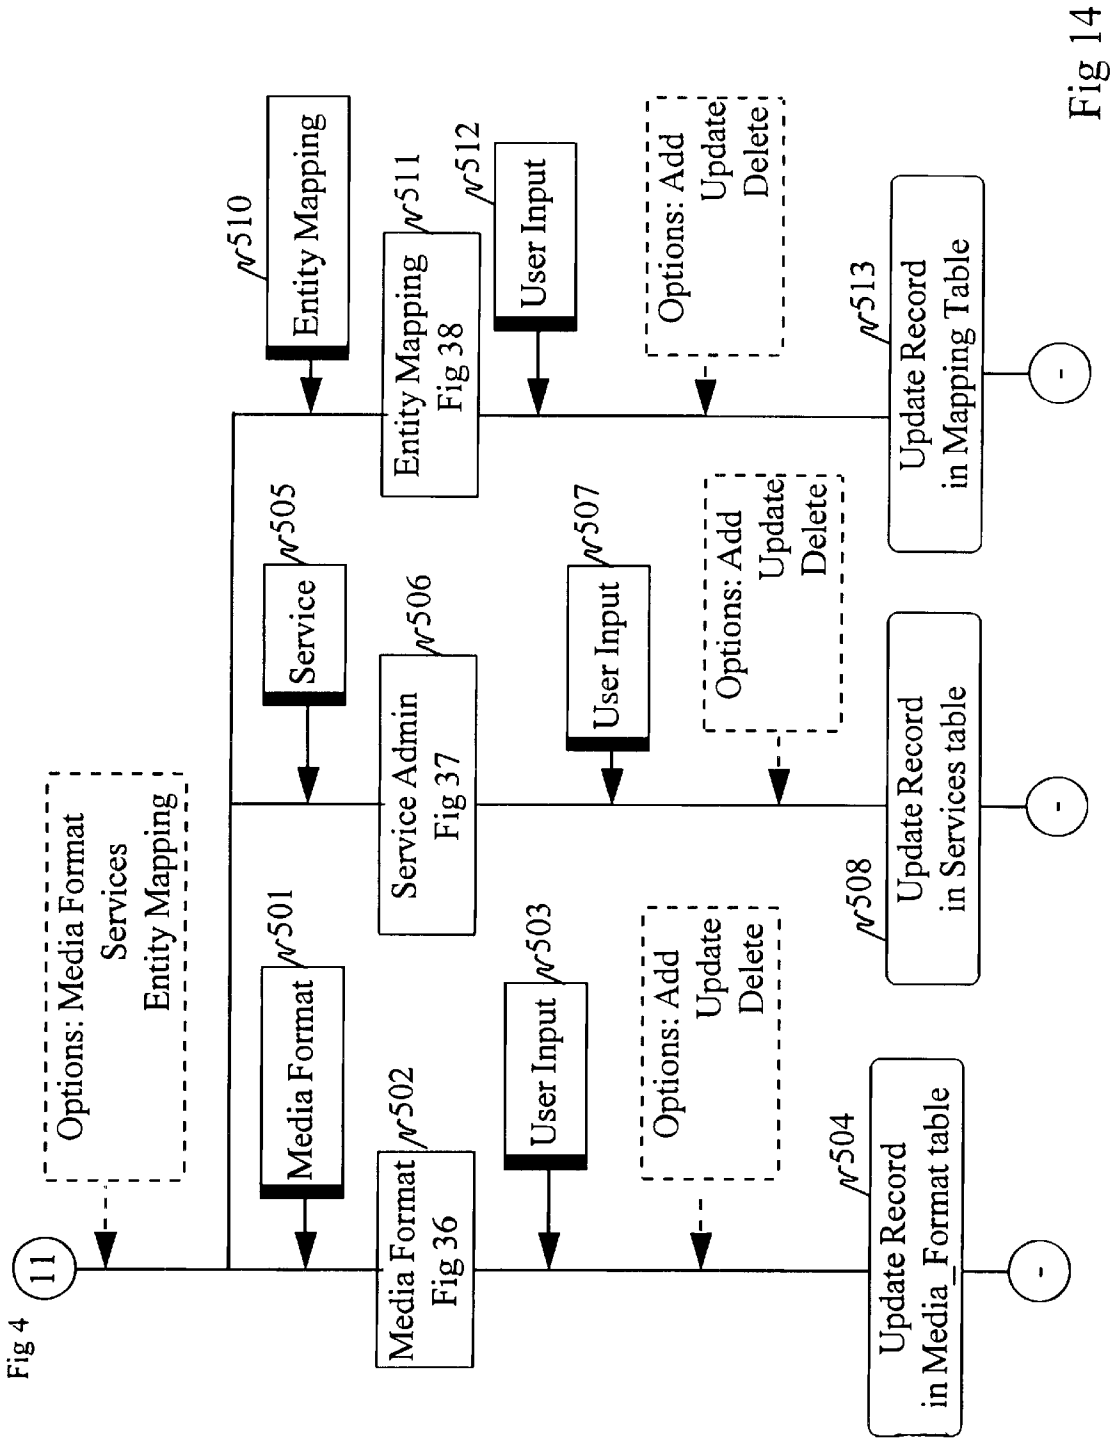 Fig 4
11
Options: Media Format
Services
Entity Mapping
Media Format
501
Media Format
Fig 36
502
User Input
503
Options: Add
Update
Delete
504
Update Record
in Media_Format table
-
Service
505
Service Admin
Fig 37
506
User Input
507
Options: Add
Update
Delete
508
Update Record
in Services table
-
510
Entity Mapping
Entity Mapping
Fig 38
511
512
User Input
Options: Add
Update
Delete
513
Update Record
in Mapping Table
-
Fig 14